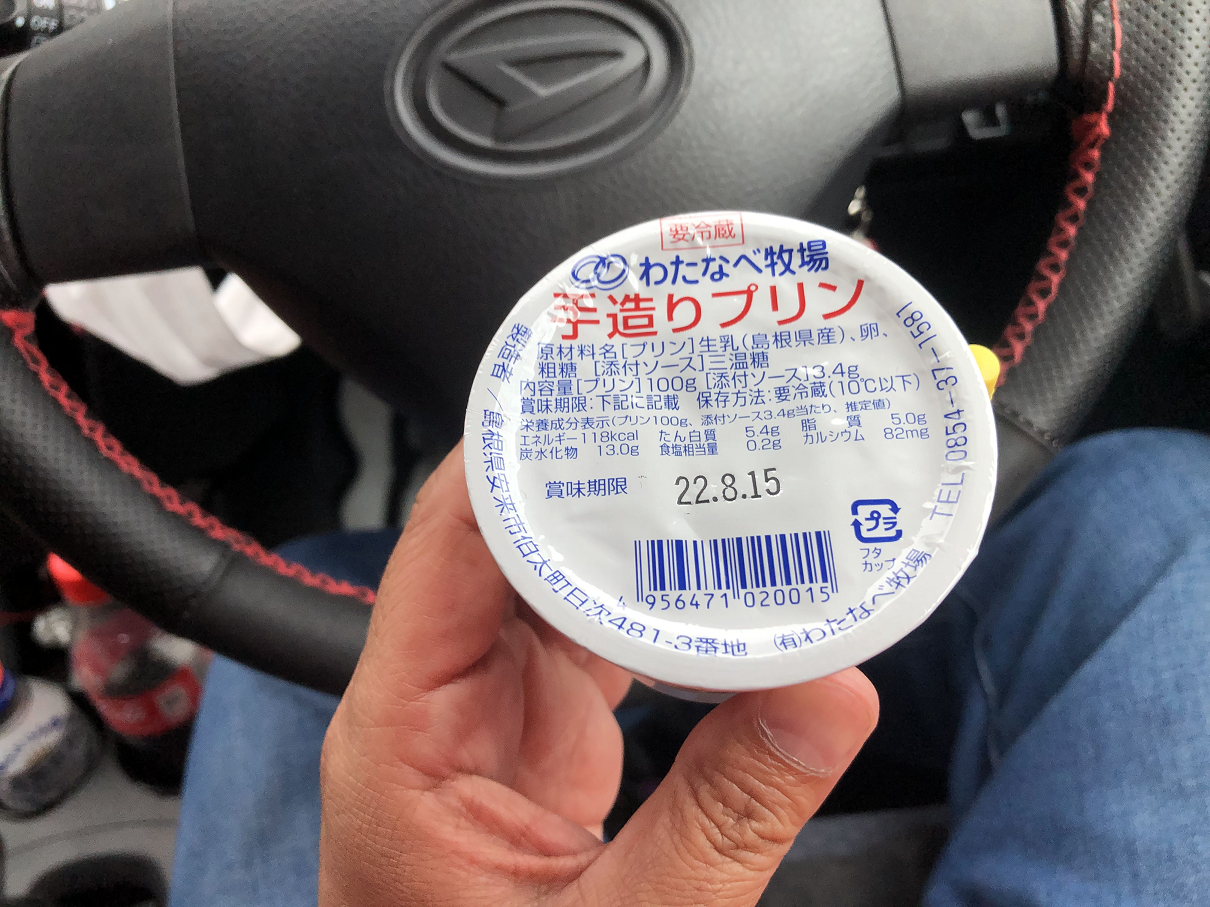 OFF
要冷蔵
わたなべ牧場
手造りプリン
原材料名[プリン]生乳(島根県産)、卵、
粗糖 [添付ソース]三温糖
内容量[プリン]100g [添付ソース]3.4g
賞味期限:下記に記載 保存方法:要冷蔵(10℃以下)
栄養成分表示(プリン100g、添付ソース3.4g当たり、推定値)
エネルギー118kcal たん白質 5.4g 脂質 5.0g
炭水化物 13.0g 食塩相当量 0.2g カルシウム 82mg
賞味期限 22.8.15
プラ
フタ
カップ
4 956471 020015
製造者/島根県安来市伯太町日次481-3番地 (有)わたなべ牧場 TEL 0854-37-1581